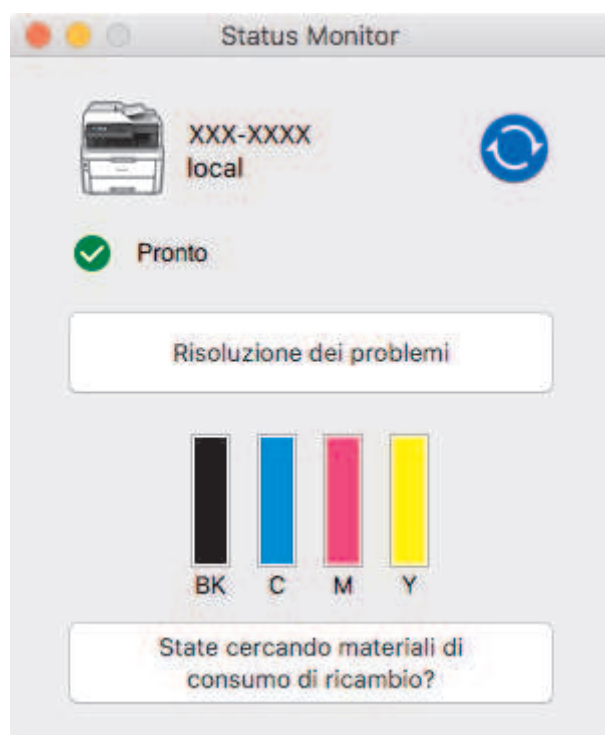 Status Monitor
XXX-XXXX
local
Pronto
Risoluzione dei problemi
BK C M Y
State cercando materiali di
consumo di ricambio?